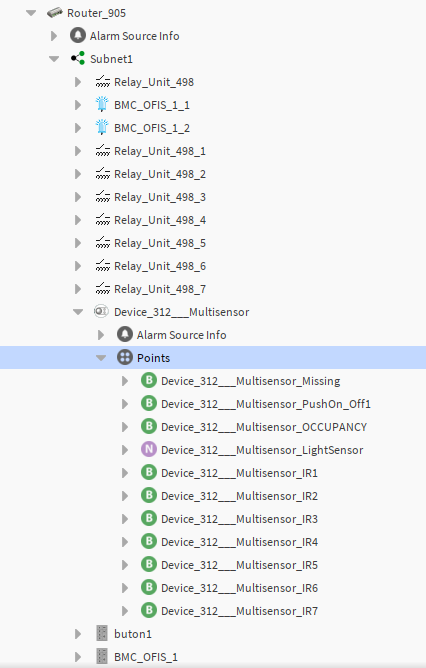 Router_905
Alarm Source Info
Subnet1
Relay_Unit_498
BMC_OFIS_1_1
BMC_OFIS_1_2
Relay_Unit_498_1
Relay_Unit_498_2
Relay_Unit_498_3
Relay_Unit_498_4
Relay_Unit_498_5
Relay_Unit_498_6
Relay_Unit_498_7
Device_312___Multisensor
Alarm Source Info
Points
B Device_312___Multisensor_Missing
B Device_312___Multisensor_PushOn_Off1
B Device_312___Multisensor_OCCUPANCY
N Device_312___Multisensor_LightSensor
B Device_312___Multisensor_IR1
B Device_312___Multisensor_IR2
B Device_312___Multisensor_IR3
B Device_312___Multisensor_IR4
B Device_312___Multisensor_IR5
B Device_312___Multisensor_IR6
B Device_312___Multisensor_IR7
buton1
BMC_OFIS_1